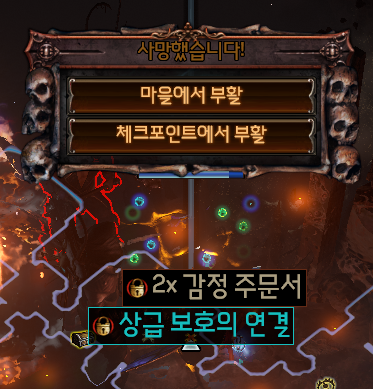 사망했습니다!
마을에서 부활
체크포인트에서 부활
2x 감정 주문서
상급 보호의 연결